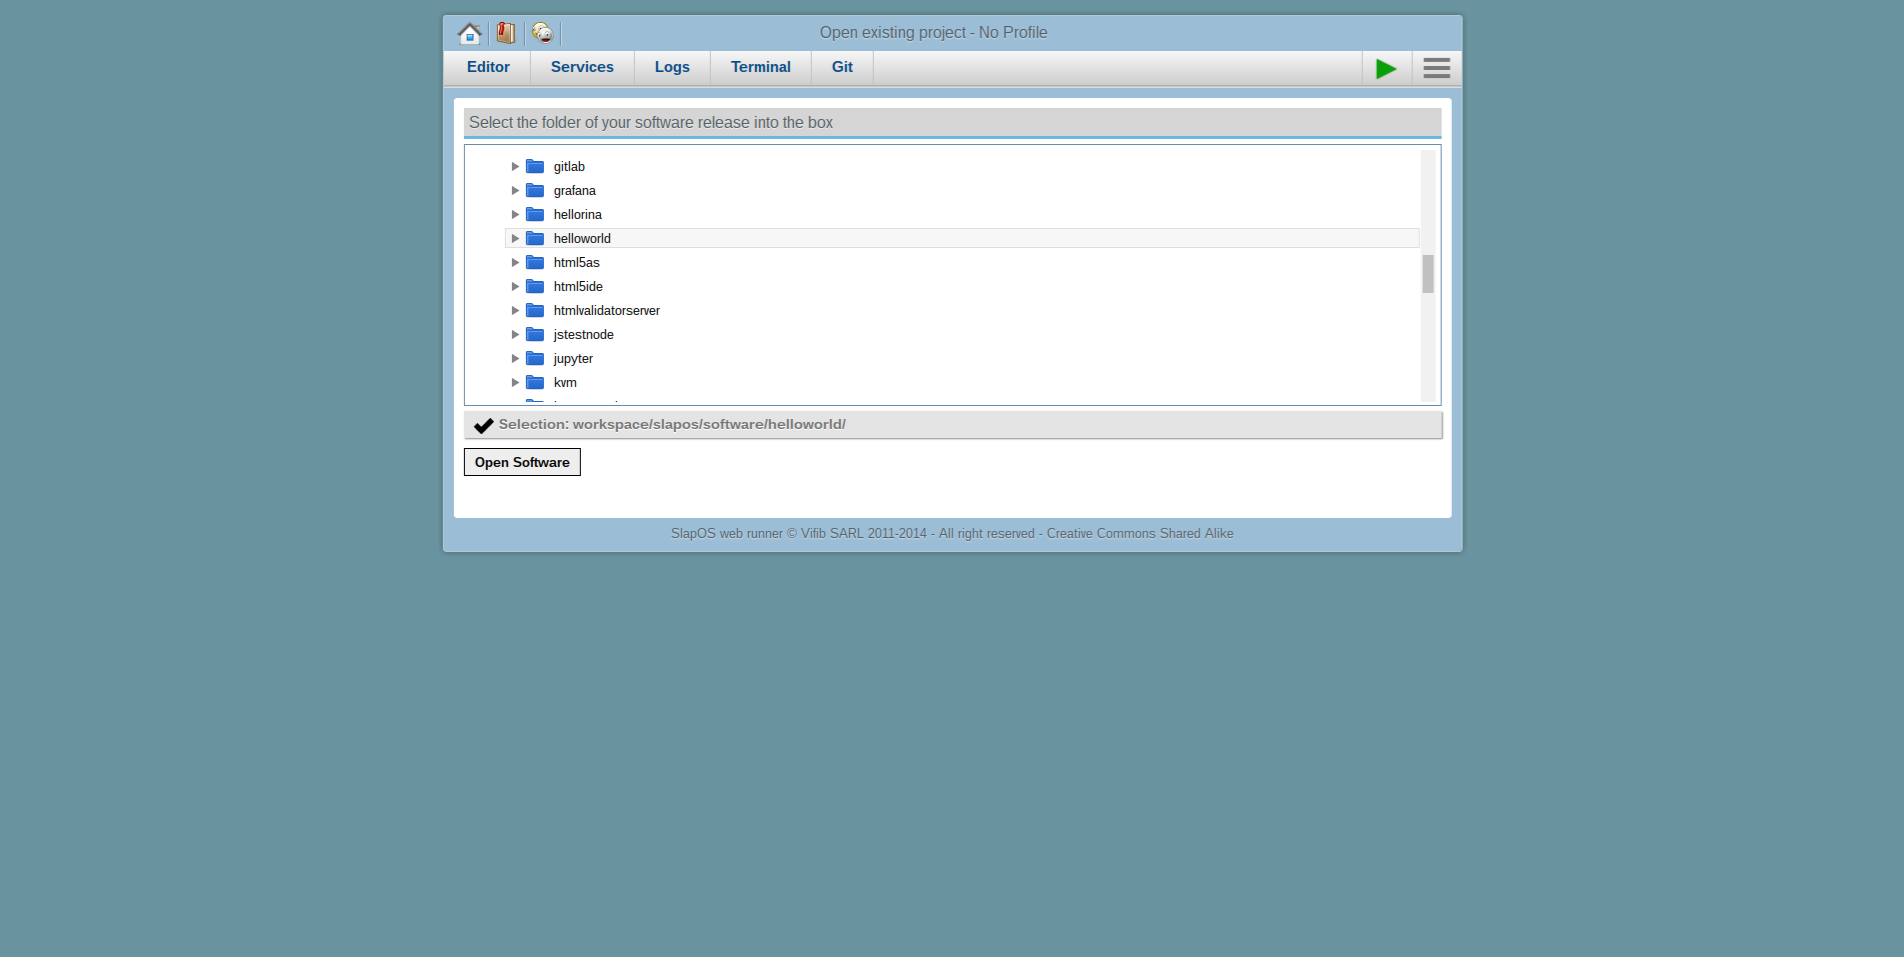 Open existing project - No Profile
Editor Services Logs Terminal Git
Select the folder of your software release into the box
gitlab
grafana
hellorina
helloworld
html5as
html5ide
htmlvalidatorserver
jstestnode
jupyter
kvm
Selection: workspace/slapos/software/helloworld/
Open Software
SlapOS web runner © Vifib SARL 2011-2014 - All right reserved - Creative Commons Shared Alike